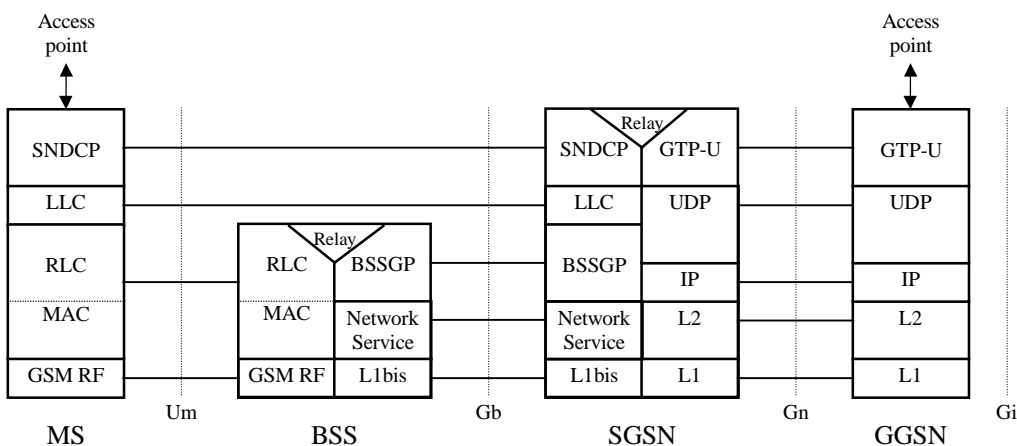 Access
point
Access
point
Relay
SNDCP
SNDCP
GTP-U
GTP-U
LLC
LLC
UDP
UDP
Relay
RLC
RLC
BSSGP
BSSGP
IP
IP
MAC
MAC
Network
Service
Network
Service
L2
L2
GSM RF
GSM RF
L1bis
L1bis
L1
L1
Um
Gb
Gn
Gi
MS
BSS
SGSN
GGSN